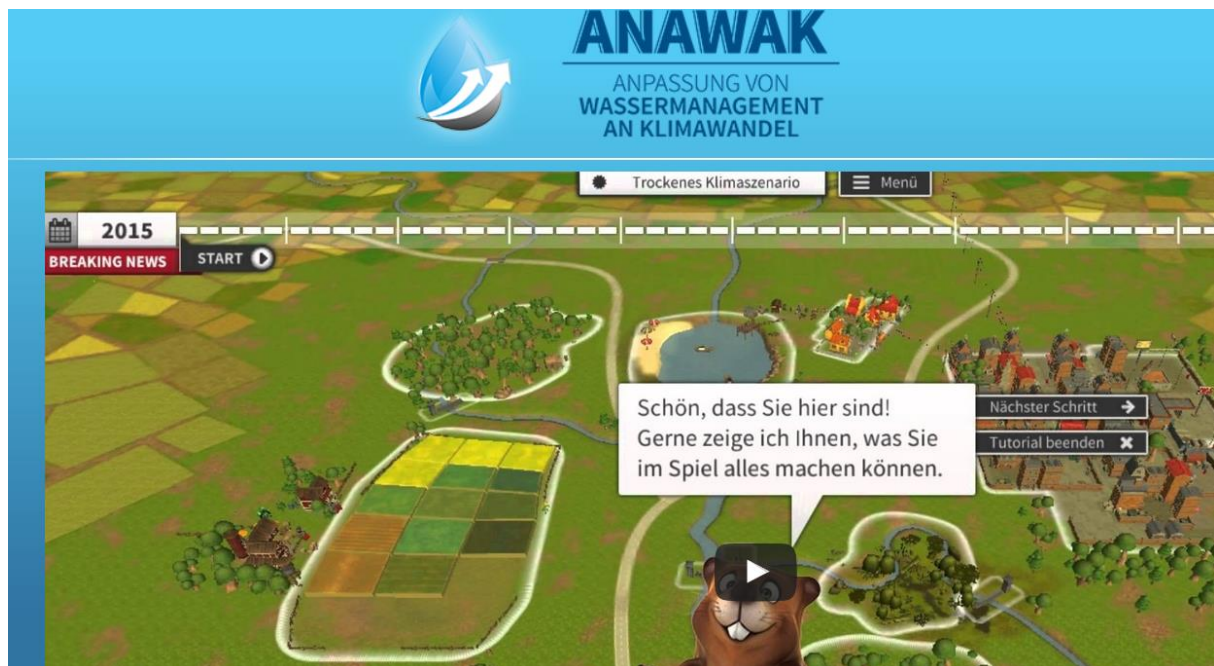 ANAWAK
ANPASSUNG VON
WASSERMANAGEMENT
AN KLIMAWANDEL
Trockenes Klimaszenario
Menü
2015
BREAKING NEWS
START
Schön, dass Sie hier sind!
Gerne zeige ich Ihnen, was Sie
im Spiel alles machen können.
Nächster Schritt
Tutorial beenden